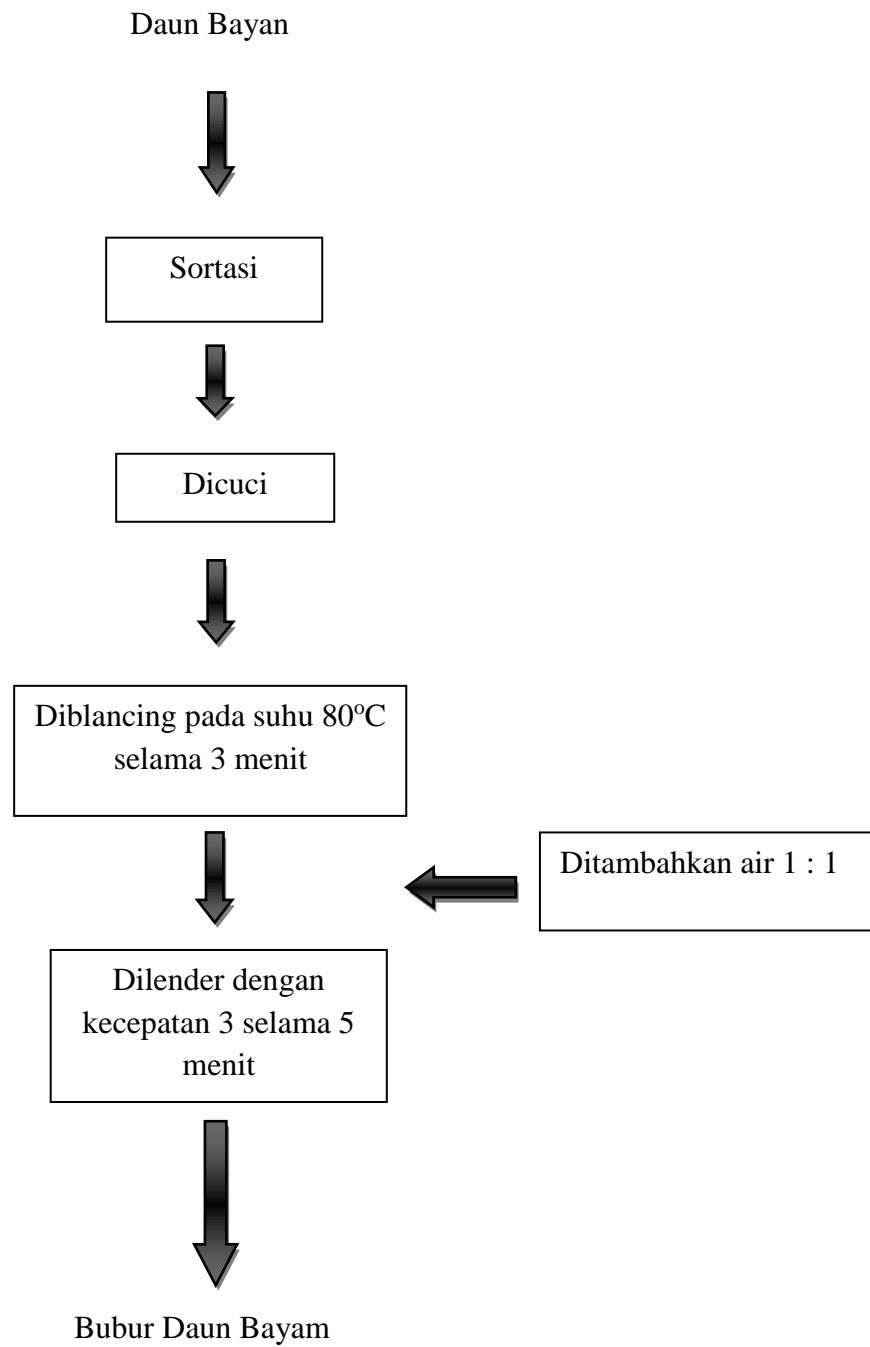 Daun Bayan
Sortasi
Dicuci
Diblancing pada suhu 80ºC
selama 3 menit
Ditambahkan air 1 : 1
Dilender dengan
kecepatan 3 selama 5
menit
Bubur Daun Bayam